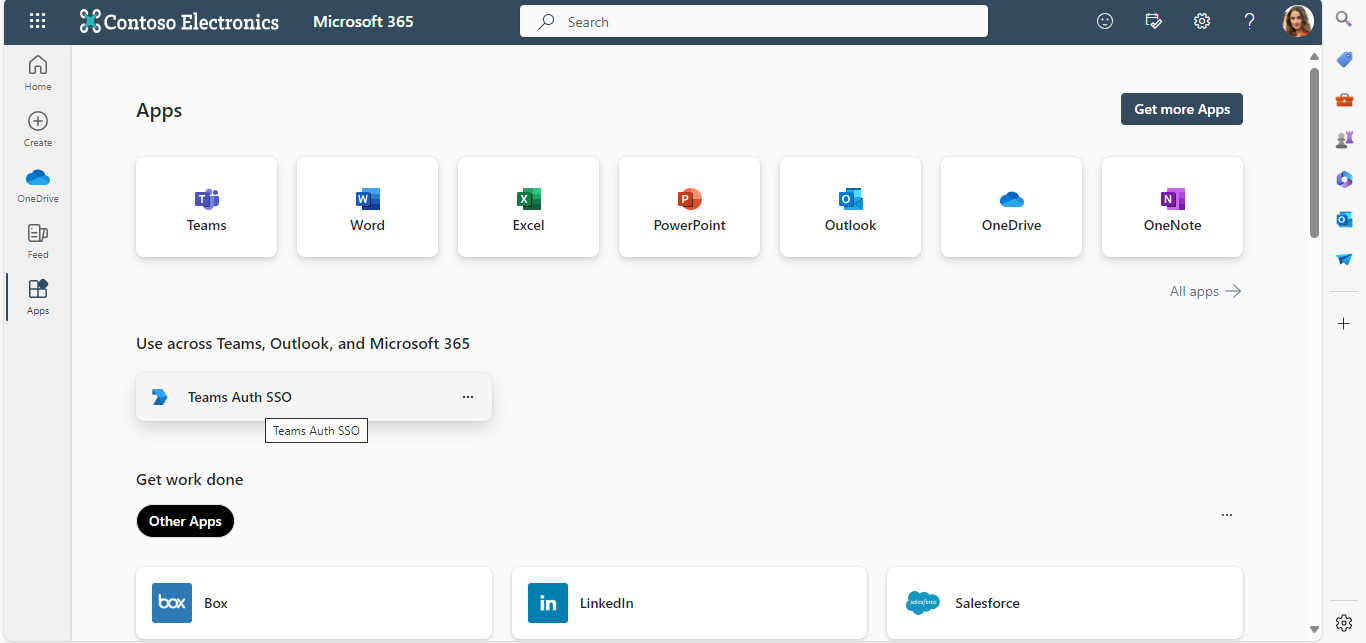 Contoso Electronics
Microsoft 365
Search
?
Home
Create
OneDrive
Feed
Apps
Apps
Get more Apps
T
Teams
W
Word
X
Excel
P
PowerPoint
O
Outlook
OneDrive
N
OneNote
All apps
Use across Teams, Outlook, and Microsoft 365
Teams Auth SSO
...
Teams Auth SSO
Get work done
Other Apps
...
box
Box
in
LinkedIn
salesforce
Salesforce